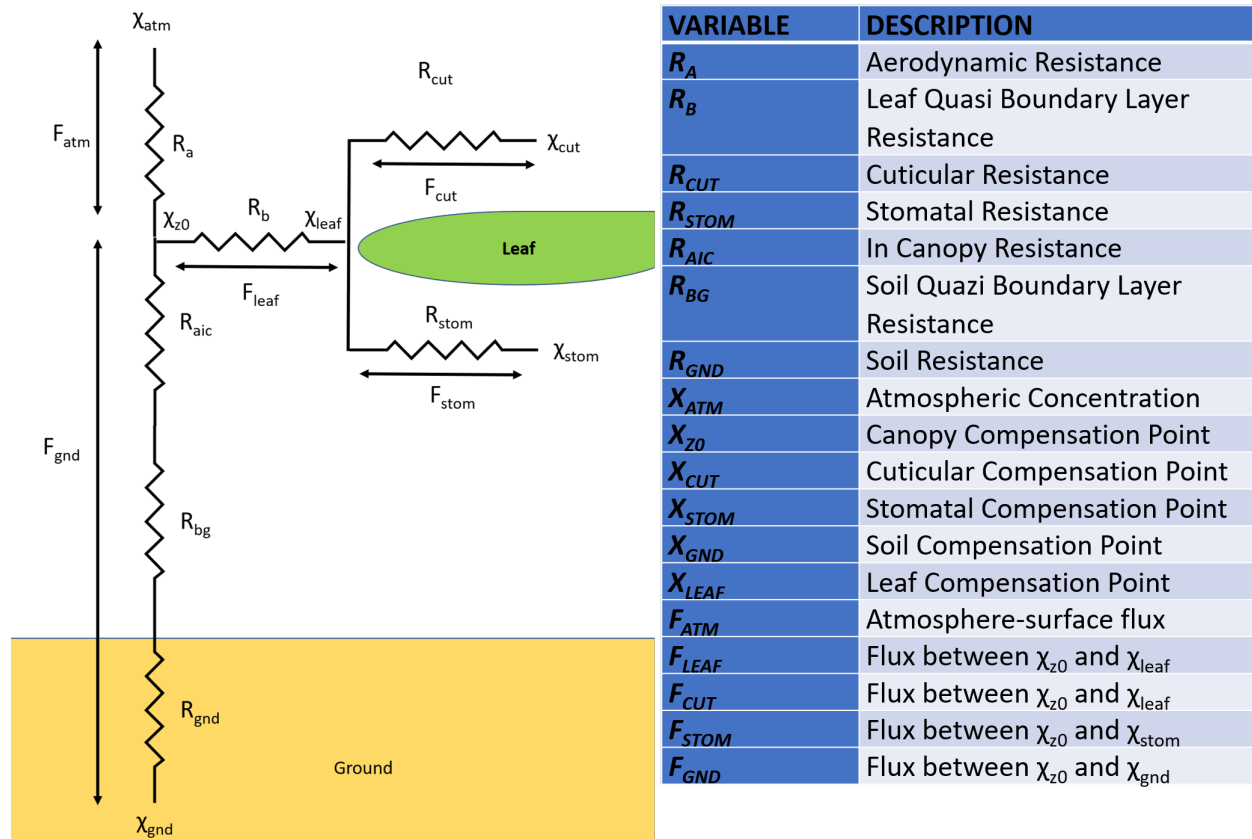 χatm
Fatm
Ra
Rcut
χcut
Fcut
χz0
Rb
χleaf
Leaf
Fleaf
Raic
Rstom
χstom
Fstom
Fgnd
Rbg
Rgnd
Ground
χgnd
VARIABLE DESCRIPTION
RA Aerodynamic Resistance
RB Leaf Quasi Boundary Layer
Resistance
RCUT Cuticular Resistance
RSTOM Stomatal Resistance
RAIC In Canopy Resistance
RBG Soil Quazi Boundary Layer
Resistance
RGND Soil Resistance
XATM Atmospheric Concentration
XZ0 Canopy Compensation Point
XCUT Cuticular Compensation Point
XSTOM Stomatal Compensation Point
XGND Soil Compensation Point
XLEAF Leaf Compensation Point
FATM Atmosphere-surface flux
FLEAF Flux between χz0 and χleaf
FCUT Flux between χz0 and χleaf
FSTOM Flux between χz0 and χstom
FGND Flux between χz0 and χgnd